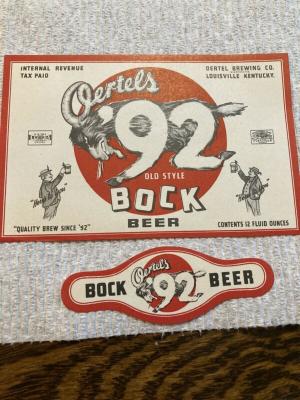 INTERNAL REVENUE
TAX PAID
OERTEL BREWING CO.
LOUISVILLE KENTUCKY.
Oertels
'92
OLD STYLE
BOCK
BEER
"QUALITY BREW SINCE '92"
CONTENTS 12 FLUID OUNCES
Oertel's
BOCK
'92
BEER